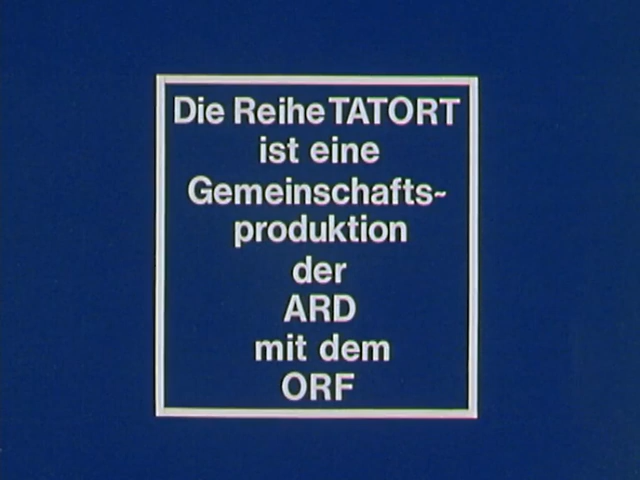 Die Reihe TATORT
ist eine
Gemeinschafts-
produktion
der
ARD
mit dem
ORF